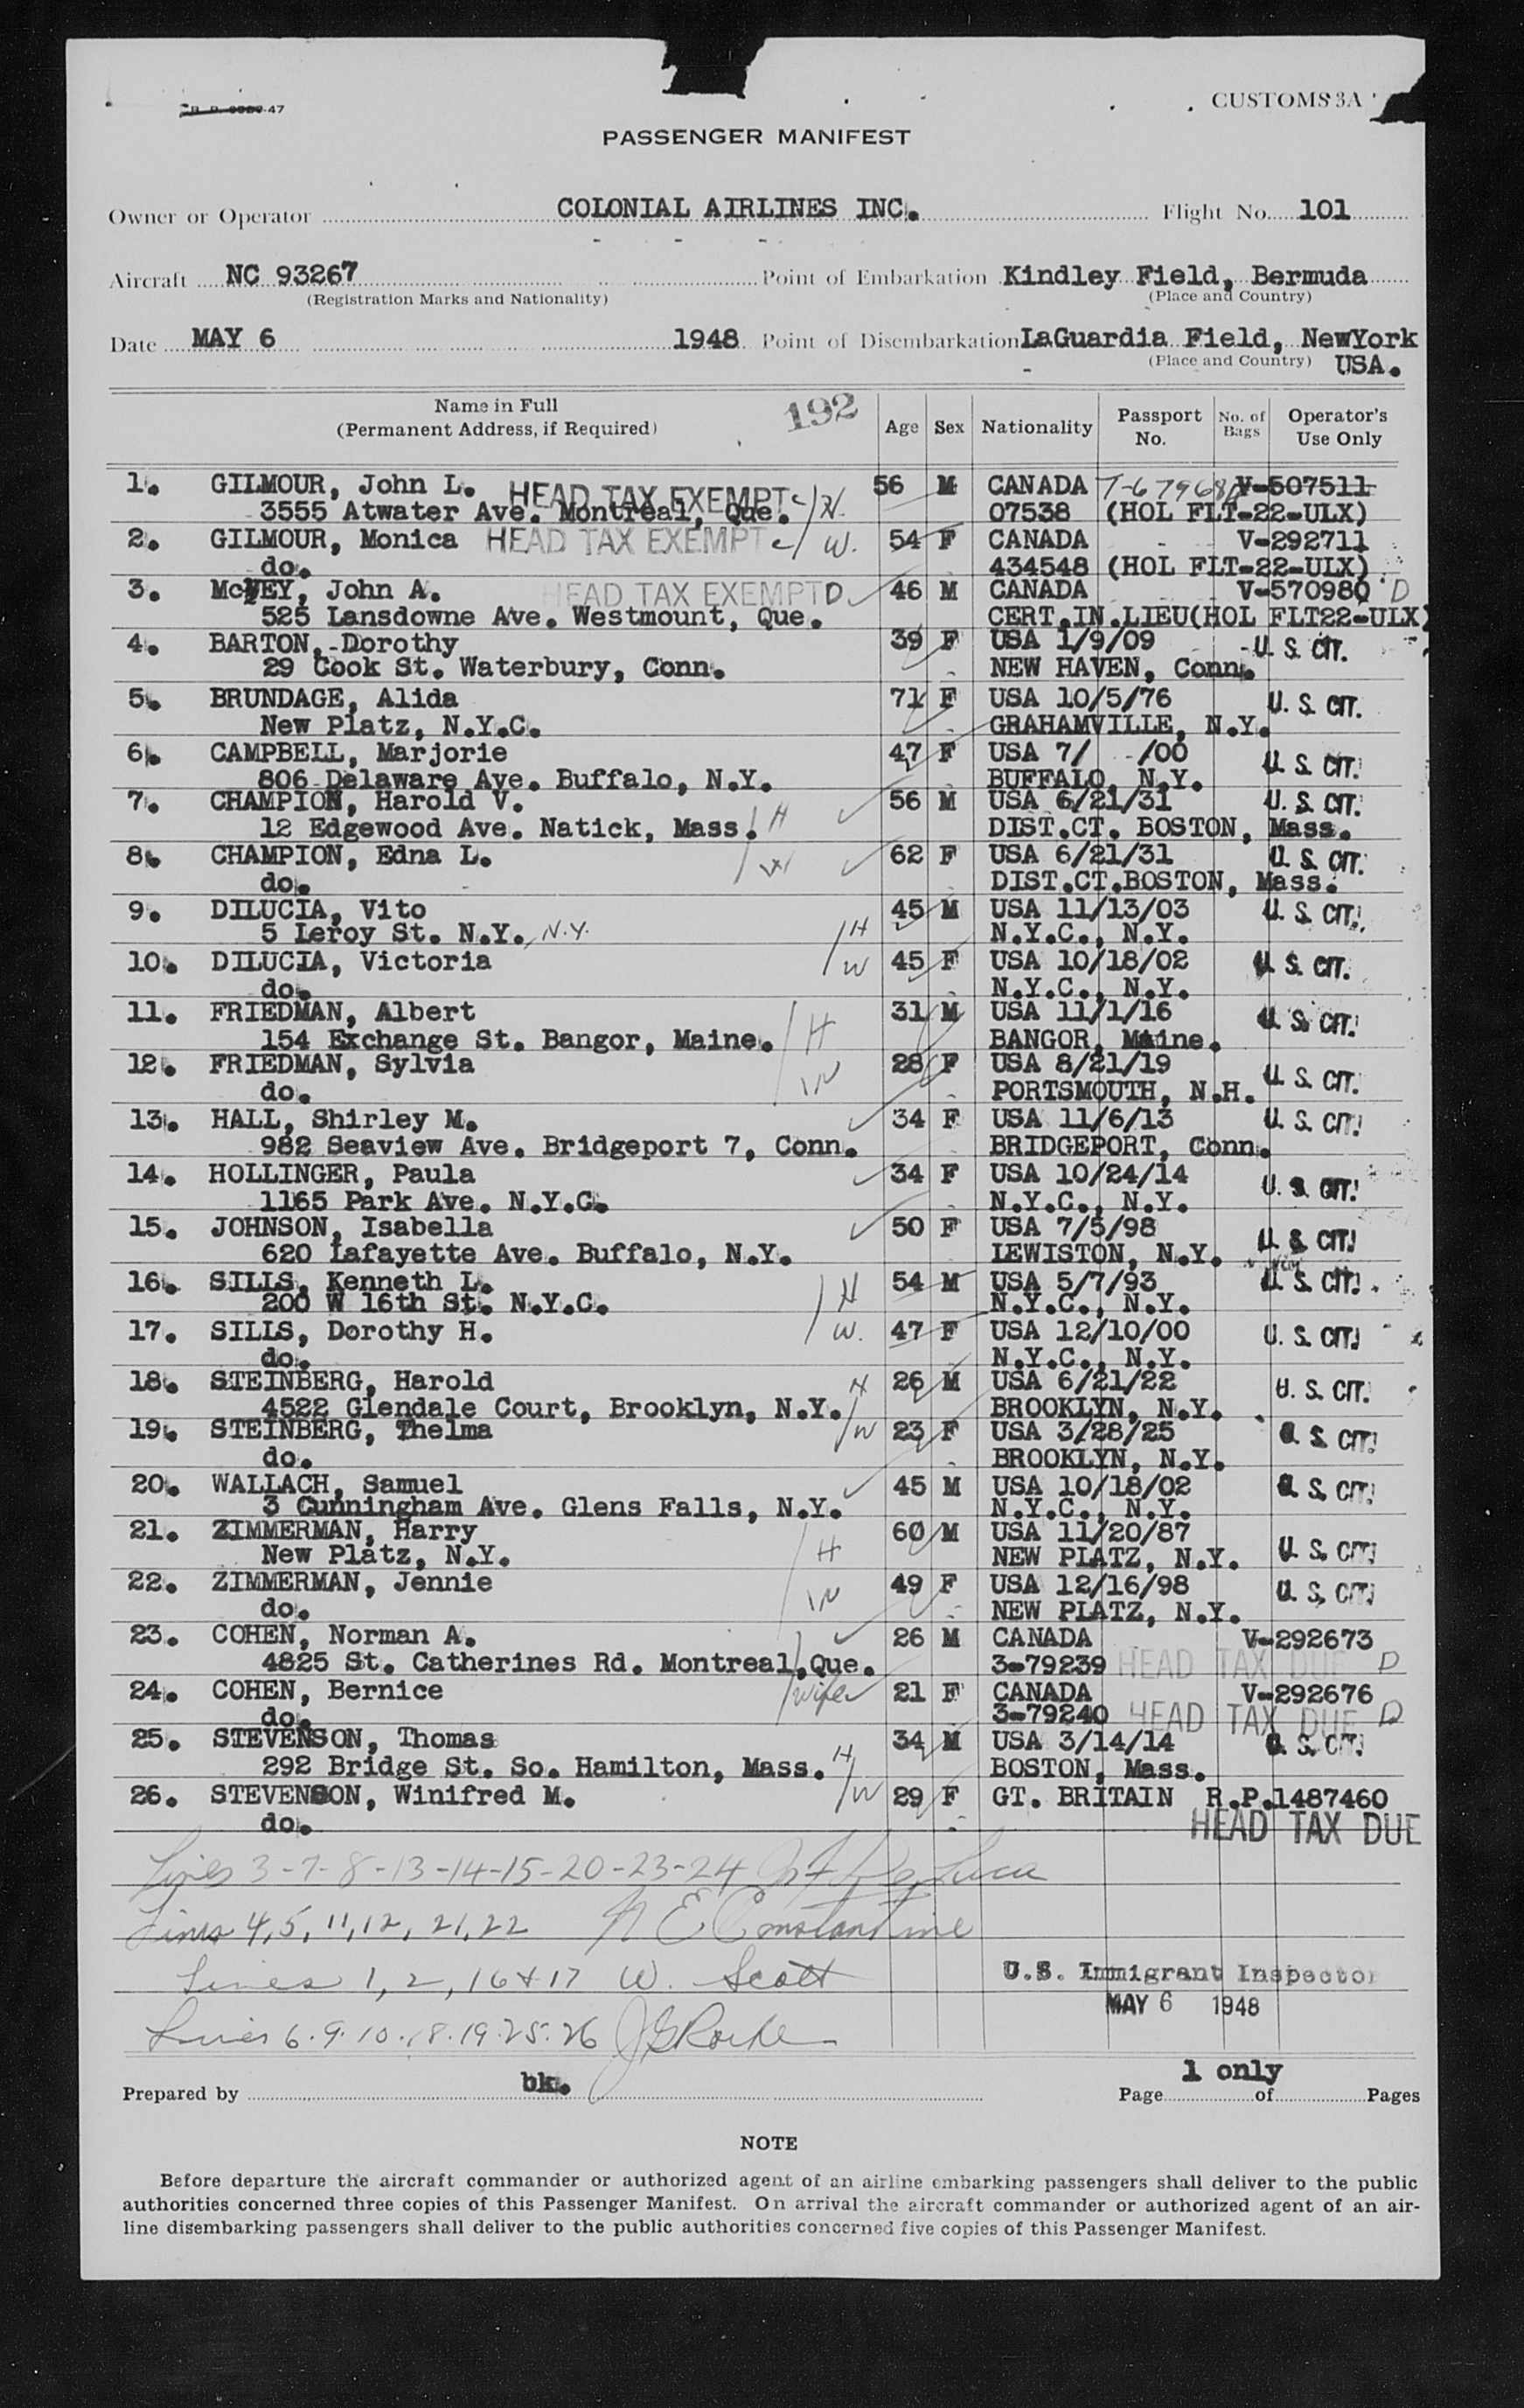 CUSTOMS 3A
PASSENGER MANIFEST
Owner or Operator COLONIAL AIRLINES INC. Flight No. 101
Aircraft NC 93267 Point of Embarkation Kindley Field, Bermuda
(Registration Marks and Nationality) (Place and Country)
Date MAY 6 1948 Point of Disembarkation LaGuardia Field, NewYork
(Place and Country) USA.
Name in Full 192 Age Sex Nationality Passport No. of Operator's
(Permanent Address, if Required) No. Bags Use Only
1. GILMOUR, John L. HEAD TAX EXEMPT 56 M CANADA V-507511
3555 Atwater Ave. Montreal, Que. H. 07538 (HOL FLT-22-ULX)
2. GILMOUR, Monica HEAD TAX EXEMPT W. 54 F CANADA V-292711
do. 434548 (HOL FLT-22-ULX)
3. John A. HEAD TAX EXEMPT D 46 M CANADA V-570980 D
525 Lansdowne Ave. Westmount, Que. CERT.IN.LIEU(HOL FLT22-ULX)
4. BARTON, Dorothy 39 F USA 1/9/09 U. S. CIT.
29 Cook St. Waterbury, Conn. NEW HAVEN, Conn.
5. BRUNDAGE, Alida 71 F USA 10/5/76 U. S. CIT.
New Platz, N.Y.C. GRAHAMVILLE, N.Y.
6. CAMPBELL, Marjorie 47 F USA 7/ /00 U. S. CIT.
806 Delaware Ave. Buffalo, N.Y. BUFFALO, N.Y.
7. CHAMPION, Harold V. 56 M USA 6/21/31 U. S. CIT.
12 Edgewood Ave. Natick, Mass. H DIST.CT. BOSTON, Mass.
8. CHAMPION, Edna L. W 62 F USA 6/21/31 U. S. CIT.
do. DIST.CT.BOSTON, Mass.
9. DILUCIA, Vito 45 M USA 11/13/03 U. S. CIT.
5 Leroy St. N.Y., N.Y. H N.Y.C., N.Y.
10. DILUCIA, Victoria W 45 F USA 10/18/02 U. S. CIT.
do. N.Y.C., N.Y.
11. FRIEDMAN, Albert 31 M USA 11/1/16 U. S. CIT.
154 Exchange St. Bangor, Maine. H BANGOR, Maine.
12. FRIEDMAN, Sylvia W 28 F USA 8/21/19 U. S. CIT.
do. PORTSMOUTH, N.H.
13. HALL, Shirley M. 34 F USA 11/6/13 U. S. CIT.
982 Seaview Ave. Bridgeport 7, Conn. BRIDGEPORT, Conn.
14. HOLLINGER, Paula 34 F USA 10/24/14 U. S. CIT.
1165 Park Ave. N.Y.C. N.Y.C., N.Y.
15. JOHNSON, Isabella 50 F USA 7/5/98 U. S. CIT.
620 Lafayette Ave. Buffalo, N.Y. LEWISTON, N.Y.
16. SILLS, Kenneth L. H 54 M USA 5/7/93 U. S. CIT.
200 W 16th St. N.Y.C. N.Y.C., N.Y.
17. SILLS, Dorothy H. W. 47 F USA 12/10/00 U. S. CIT.
do. N.Y.C., N.Y.
18. STEINBERG, Harold H 26 M USA 6/21/22 U. S. CIT.
4522 Glendale Court, Brooklyn, N.Y. BROOKLYN, N.Y.
19. STEINBERG, Thelma W 23 F USA 3/28/25 U. S. CIT.
do. BROOKLYN, N.Y.
20. WALLACH, Samuel 45 M USA 10/18/02 U. S. CIT.
3 Cunningham Ave. Glens Falls, N.Y. N.Y.C., N.Y.
21. ZIMMERMAN, Harry 60 M USA 11/20/87 U. S. CIT.
New Platz, N.Y. H NEW PLATZ, N.Y.
22. ZIMMERMAN, Jennie W 49 F USA 12/16/98 U. S. CIT.
do. NEW PLATZ, N.Y.
23. COHEN, Norman A. 26 M CANADA V-292673
4825 St. Catherines Rd. Montreal,Que. 3-79239 HEAD TAX DUE D
24. COHEN, Bernice wife 21 F CANADA V-292676
do. 3-79240 HEAD TAX DUE D
25. STEVENSON, Thomas 34 M USA 3/14/14 U. S. CIT.
292 Bridge St. So. Hamilton, Mass. H BOSTON, Mass.
26. STEVENSON, Winifred M. W 29 F GT. BRITAIN R.P.1487460
do. HEAD TAX DUE
Lines 3-7-8-13-14-15-20-23-24
Lines 4,5,11,12,21,22 Constantine
Lines 1,2,16+17 W. Scott U.S. Immigrant Inspector
MAY 6 1948
Lines 6.9.10.18.19.25.26
Prepared by bk. Page 1 only of Pages
NOTE
Before departure the aircraft commander or authorized agent of an airline embarking passengers shall deliver to the public
authorities concerned three copies of this Passenger Manifest. On arrival the aircraft commander or authorized agent of an air-
line disembarking passengers shall deliver to the public authorities concerned five copies of this Passenger Manifest.